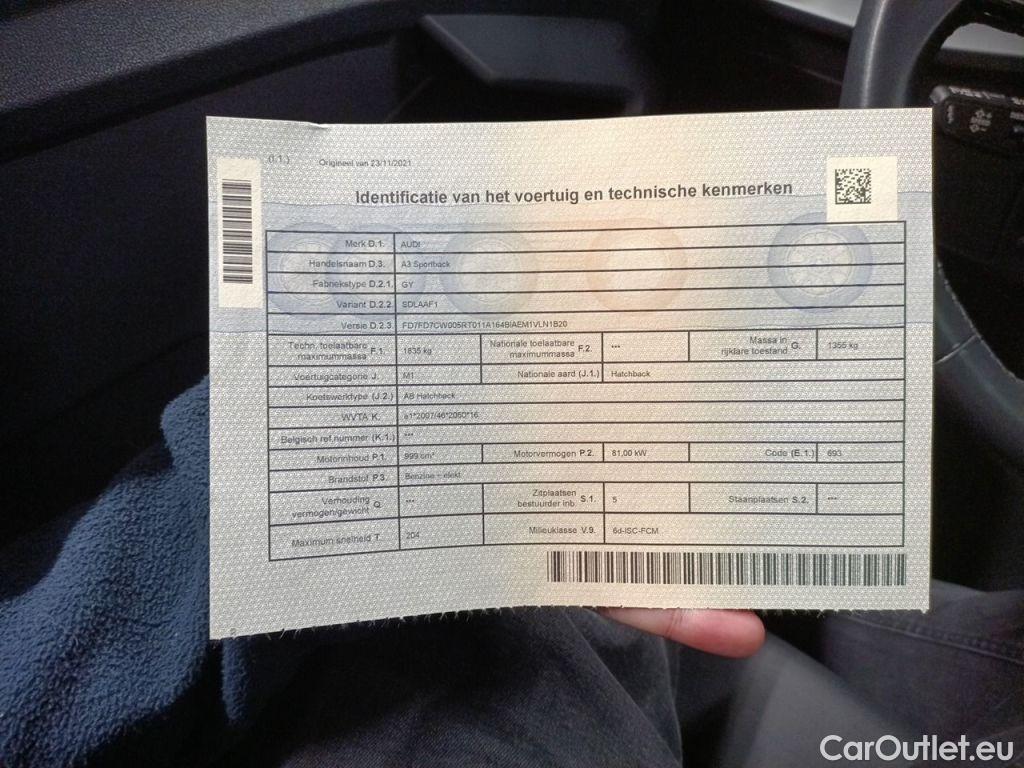 (I.1.)
Origineel van 23/11/2021
Identificatie van het voertuig en technische kenmerken
Merk D.1. AUDI
Handelsnaam D.3. A3 Sportback
Fabriekstype D.2.1. GY
Variant D.2.2. SDLAAF1
Versie D.2.3. FD7FD7CW005RT011A164BIAEM1VLN1B20
Techn. toelaatbare maximummassa F.1. 1835 kg Nationale toelaatbare maximummassa F.2. *** Massa in rijklare toestand G. 1355 kg
Voertuigcategorie J. M1 Nationale aard (J.1.) Hatchback
Koetswerktype (J.2.) AB Hatchback
WVTA K. e1*2007/46*2060*16
Belgisch ref.nummer (K.1.) ***
Motorinhoud P.1. 999 cm³ Motorvermogen P.2. 81,00 kW Code (E.1.) 693
Brandstof P.3. Benzine + elekt
Verhouding vermogen/gewicht Q *** Zitplaatsen bestuurder inb. S.1. 5 Staanplaatsen S.2. ***
Maximum snelheid T. 204 Milieuklasse V.9. 6d-ISC-FCM
CarOutlet.eu